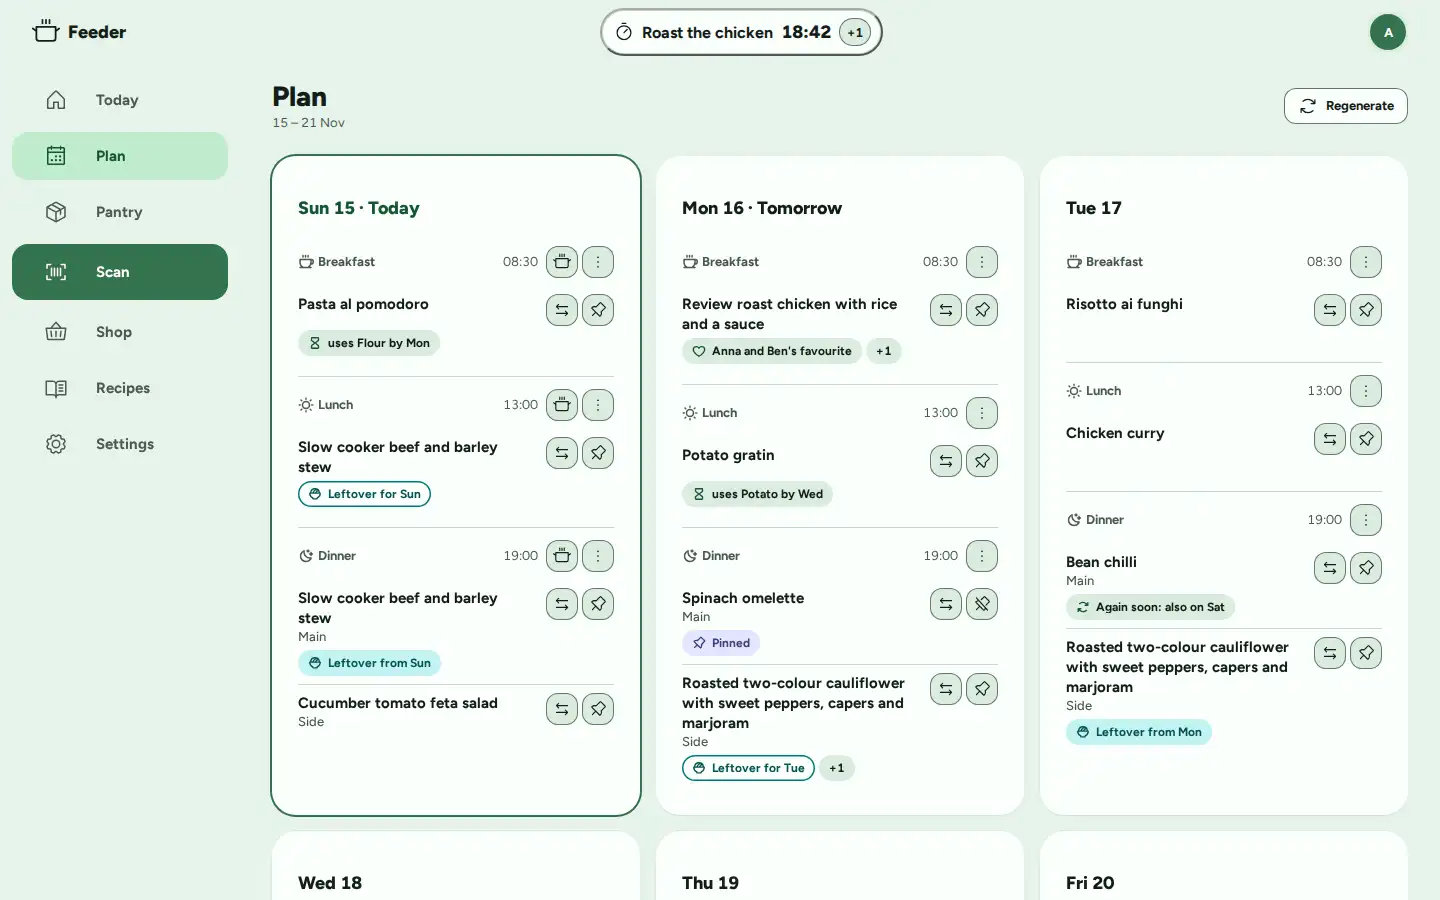 Feeder
Roast the chicken 18:42 +1
A
Today
Plan
Pantry
Scan
Shop
Recipes
Settings
Plan
15 – 21 Nov
Regenerate
Sun 15 · Today
Breakfast 08:30
Pasta al pomodoro
uses Flour by Mon
Lunch 13:00
Slow cooker beef and barley
stew
Leftover for Sun
Dinner 19:00
Slow cooker beef and barley
stew
Main
Leftover from Sun
Cucumber tomato feta salad
Side
Mon 16 · Tomorrow
Breakfast 08:30
Review roast chicken with rice
and a sauce
Anna and Ben's favourite +1
Lunch 13:00
Potato gratin
uses Potato by Wed
Dinner 19:00
Spinach omelette
Main
Pinned
Roasted two-colour cauliflower
with sweet peppers, capers and
marjoram
Side
Leftover for Tue +1
Tue 17
Breakfast 08:30
Risotto ai funghi
Lunch 13:00
Chicken curry
Dinner 19:00
Bean chilli
Main
Again soon: also on Sat
Roasted two-colour cauliflower
with sweet peppers, capers and
marjoram
Side
Leftover from Mon
Wed 18
Thu 19
Fri 20